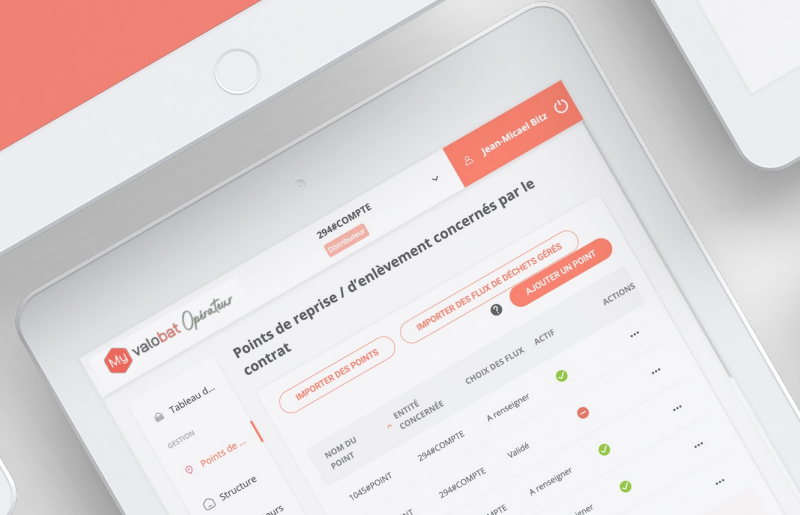 Jean-Micael Bitz
294#COMPTE
Distributeur
My valobat Opérateur
Points de reprise / d'enlèvement concernés par le
contrat
IMPORTER DES POINTS
IMPORTER DES FLUX DE DÉCHETS GÉRÉS
? AJOUTER UN POINT
Tableau d...
GESTION
Points de ...
Structure
NOM DU
POINT
ENTITÉ
CONCERNÉE
CHOIX DES FLUX
ACTIF
ACTIONS
1045#POINT 294#COMPTE A renseigner
294#COMPTE Validé
A renseigner